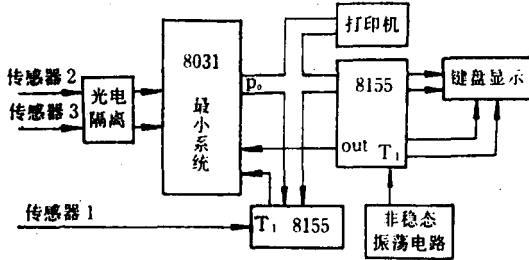 打印机
8031
最小系统
p₀
8155
键盘显示
传感器2
传感器3
光电
隔离
out T₁
传感器1
T₁ 8155
非稳态
振荡电路